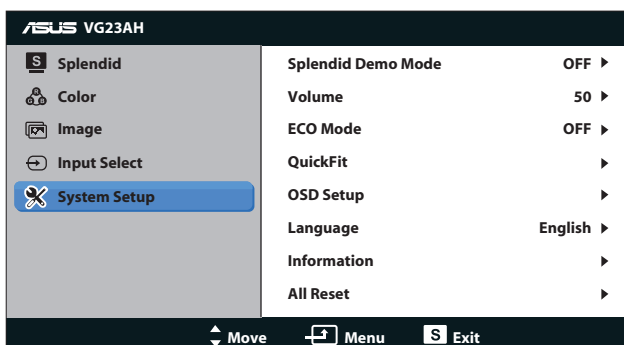 ASUS VG23AH
S Splendid
Color
Image
Input Select
System Setup
Splendid Demo Mode OFF
Volume 50
ECO Mode OFF
QuickFit
OSD Setup
Language English
Information
All Reset
Move Menu S Exit